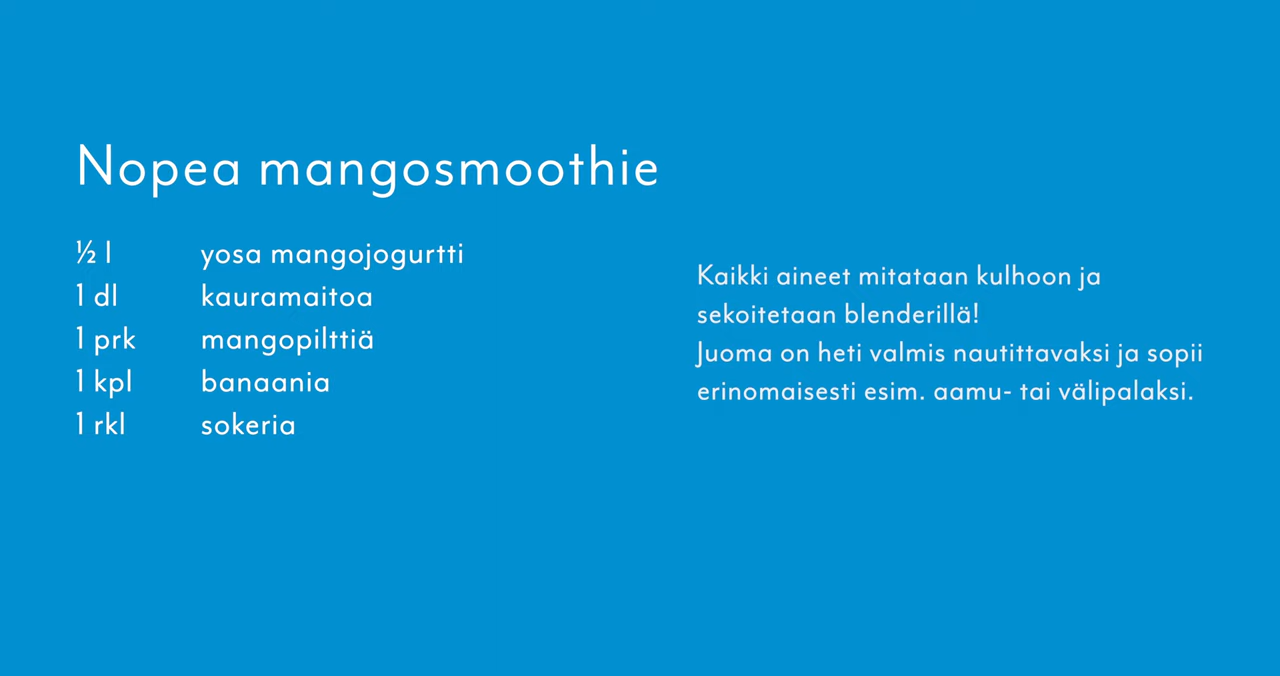 Nopea mangosmoothie
½ l yosa mangojogurtti
1 dl kauramaitoa
1 prk mangopilttiä
1 kpl banaania
1 rkl sokeria
Kaikki aineet mitataan kulhoon ja
sekoitetaan blenderillä!
Juoma on heti valmis nautittavaksi ja sopii
erinomaisesti esim. aamu- tai välipalaksi.